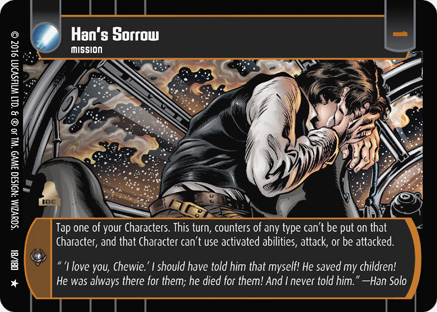 Han's Sorrow
MISSION
Tap one of your Characters. This turn, counters of any type can't be put on that
Character, and that Character can't use activated abilities, attack, or be attacked.
" 'I love you, Chewie.' I should have told him that myself! He saved my children!
He was always there for them; he died for them! And I never told him." —Han Solo
© 2016 LUCASFILM LTD. & ® or TM. GAME DESIGN, WIZARDS.
18/180 ★